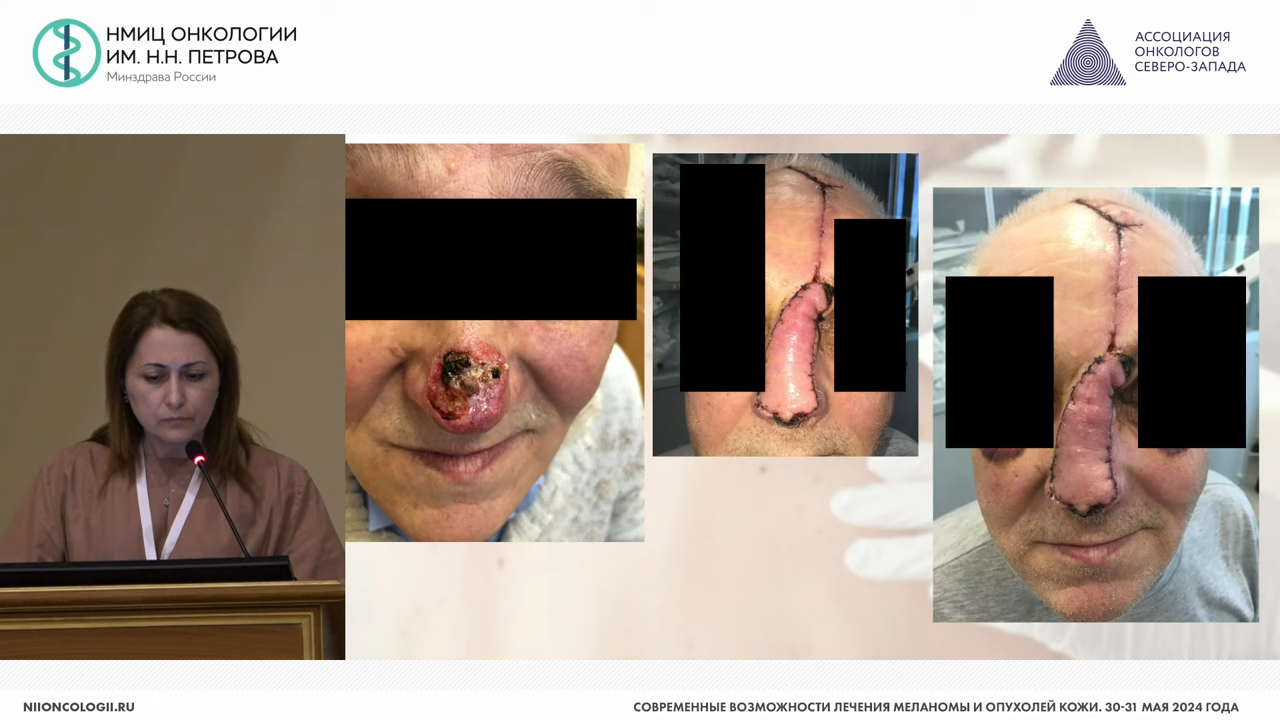 НМИЦ ОНКОЛОГИИ
ИМ. Н.Н. ПЕТРОВА
Минздрава России
АССОЦИАЦИЯ
ОНКОЛОГОВ
СЕВЕРО-ЗАПАДА
NIIONCOLOGII.RU
СОВРЕМЕННЫЕ ВОЗМОЖНОСТИ ЛЕЧЕНИЯ МЕЛАНОМЫ И ОПУХОЛЕЙ КОЖИ. 30-31 МАЯ 2024 ГОДА